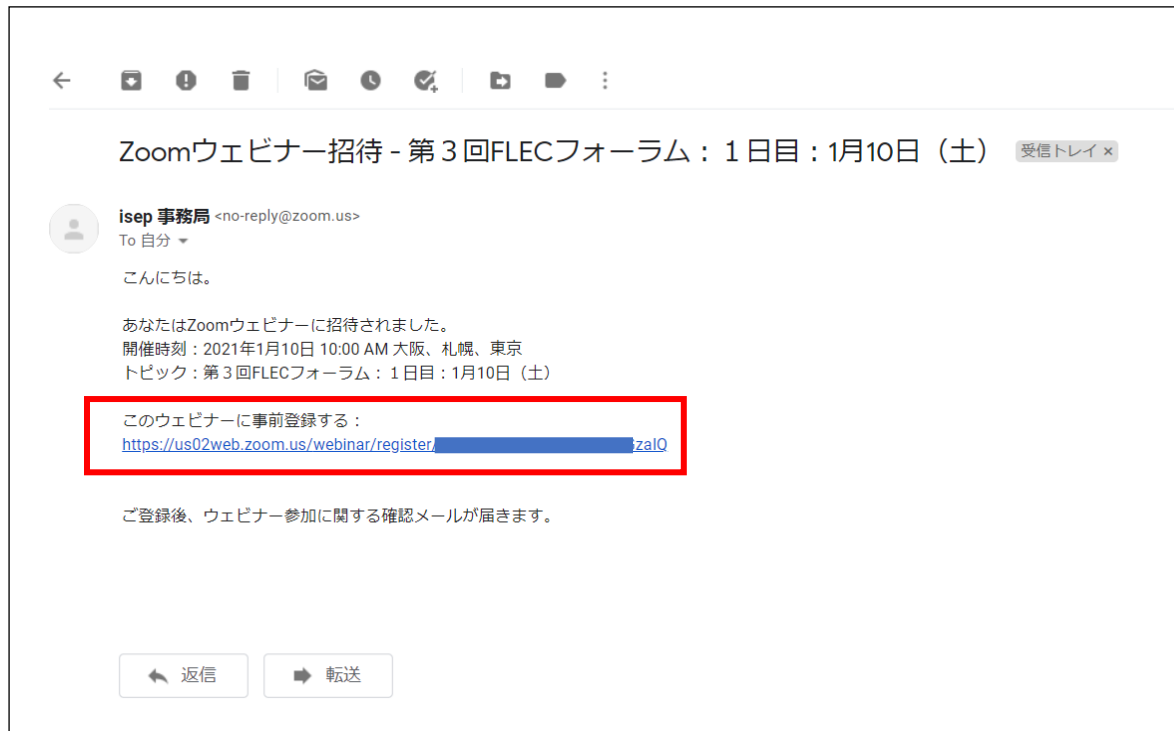 Zoomウェビナー招待 - 第３回FLECフォーラム：１日目：1月10日（土） 受信トレイ ×
isep 事務局 <no-reply@zoom.us>
To 自分
こんにちは。
あなたはZoomウェビナーに招待されました。
開催時刻：2021年1月10日 10:00 AM 大阪、札幌、東京
トピック：第３回FLECフォーラム：１日目：1月10日（土）
このウェビナーに事前登録する：
https://us02web.zoom.us/webinar/register/ zalQ
ご登録後、ウェビナー参加に関する確認メールが届きます。
返信 転送